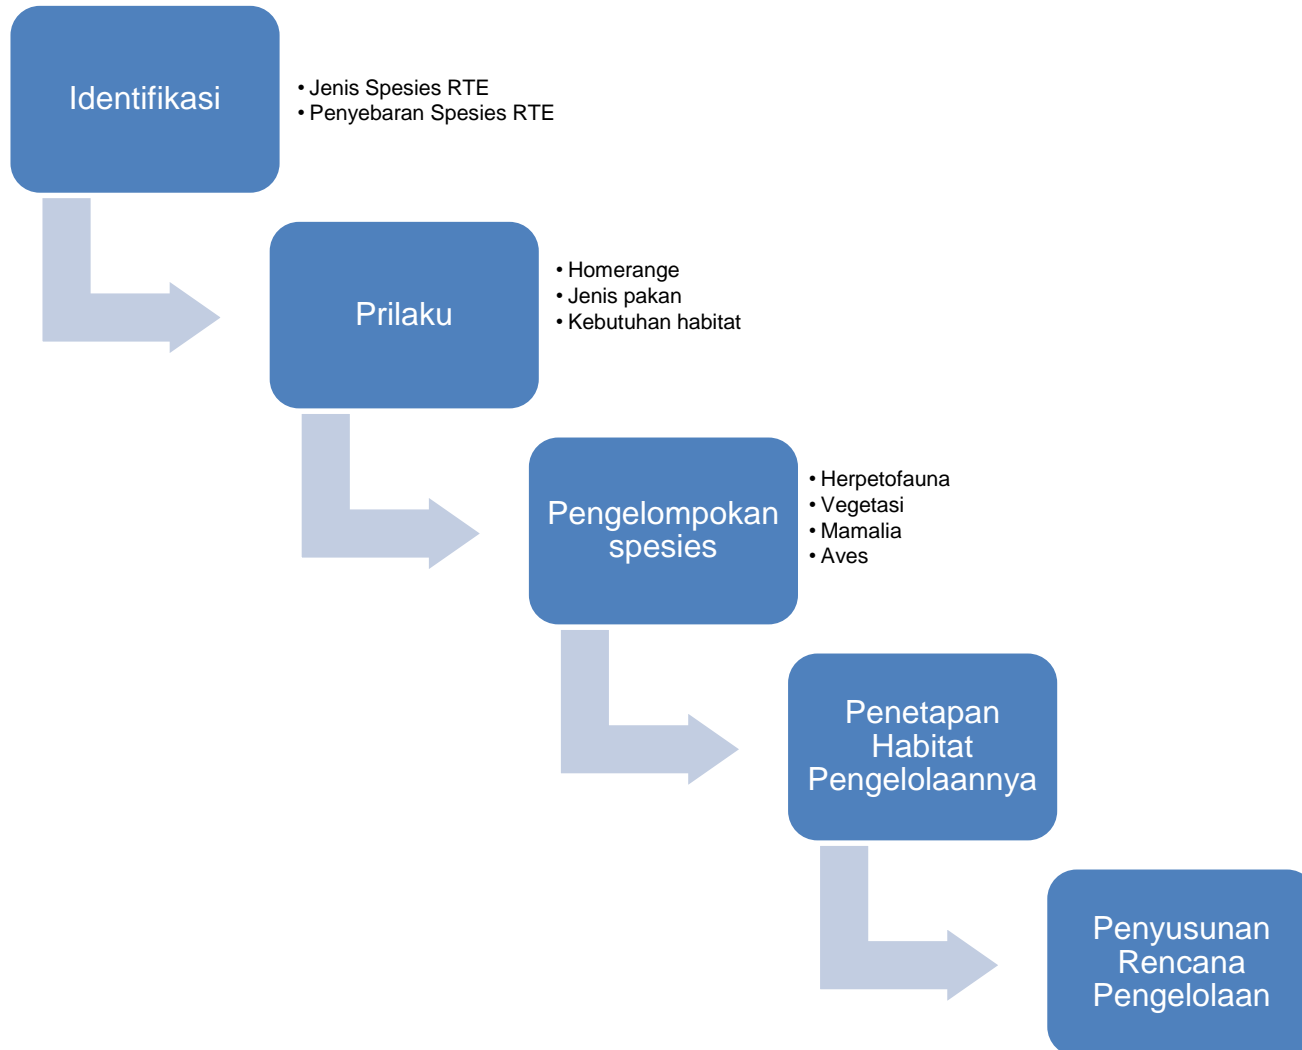 Identifikasi
• Jenis Spesies RTE
• Penyebaran Spesies RTE
Prilaku
• Homerange
• Jenis pakan
• Kebutuhan habitat
Pengelompokan
spesies
• Herpetofauna
• Vegetasi
• Mamalia
• Aves
Penetapan
Habitat
Pengelolaannya
Penyusunan
Rencana
Pengelolaan